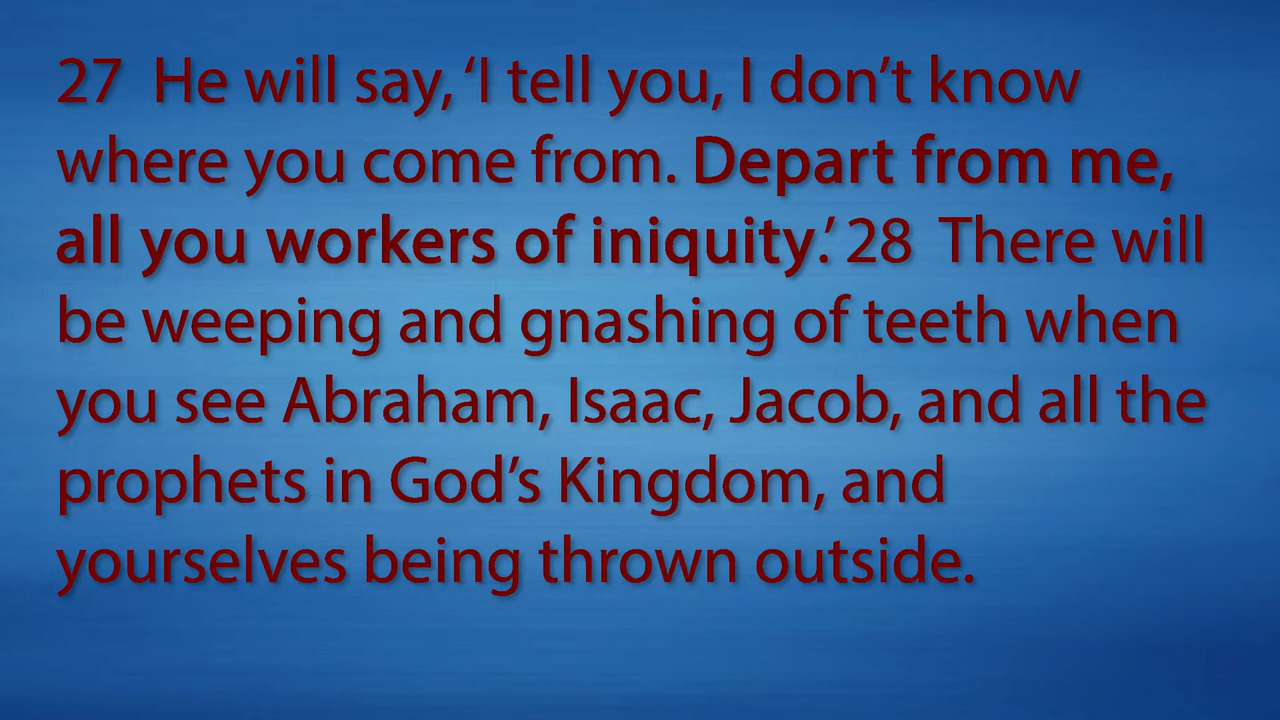 27  He will say, ‘I tell you, I don’t know
where you come from. Depart from me,
all you workers of iniquity.’ 28  There will
be weeping and gnashing of teeth when
you see Abraham, Isaac, Jacob, and all the
prophets in God’s Kingdom, and
yourselves being thrown outside.